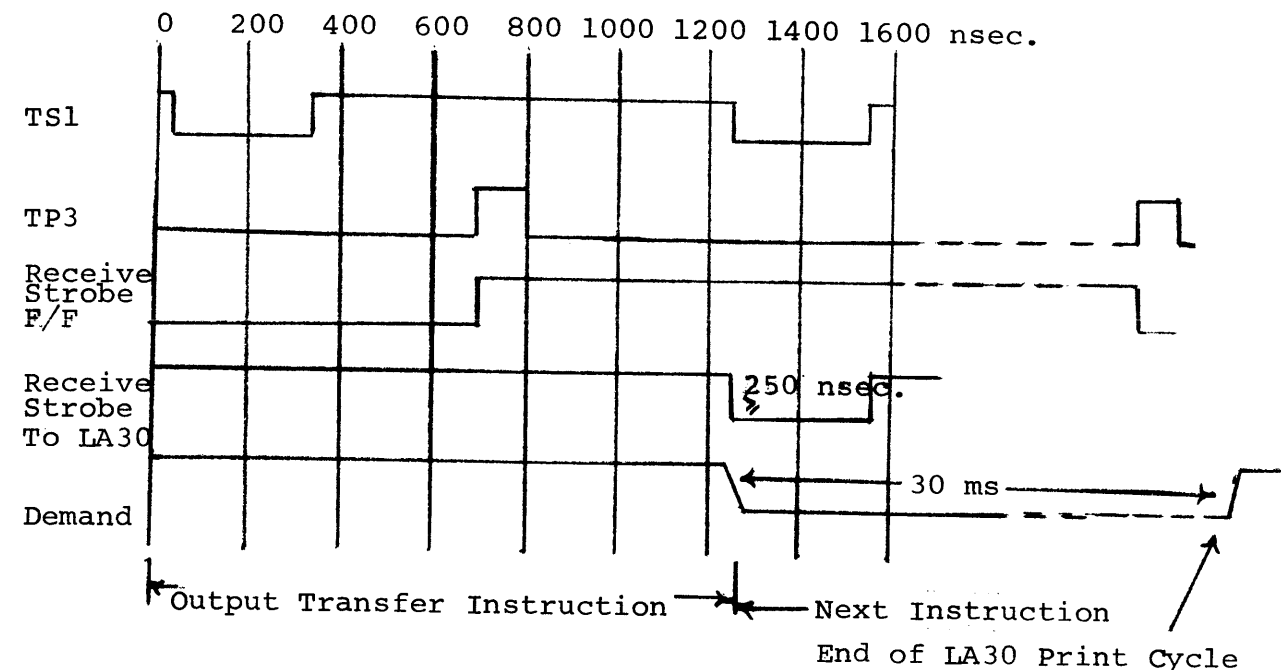 0 200 400 600 800 1000 1200 1400 1600 nsec.
TS1
TP3
Receive
Strobe
F/F
Receive
Strobe
To LA30
≥ 250 nsec.
30 ms
Demand
Output Transfer Instruction
Next Instruction
End of LA30 Print Cycle